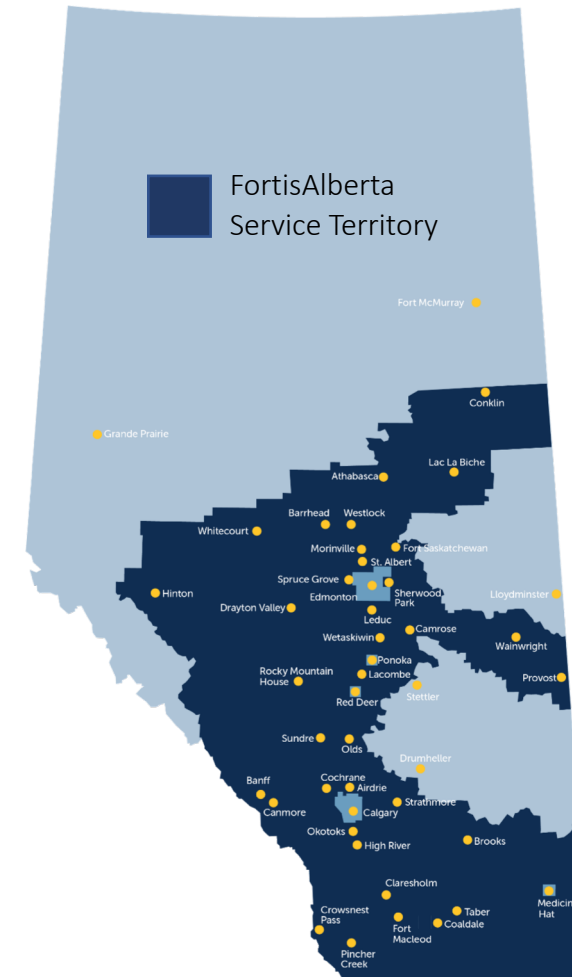 FortisAlberta
Service Territory
Fort McMurray
Conklin
Grande Prairie
Lac La Biche
Athabasca
Barrhead
Westlock
Whitecourt
Morinville
Fort Saskatchewan
St. Albert
Spruce Grove
Hinton
Edmonton
Sherwood
Park
Lloydminster
Drayton Valley
Leduc
Camrose
Wetaskiwin
Wainwright
Ponoka
Rocky Mountain
House
Lacombe
Provost
Red Deer
Stettler
Sundre
Olds
Drumheller
Banff
Cochrane
Airdrie
Canmore
Strathmore
Calgary
Okotoks
High River
Brooks
Claresholm
Medicin
Hat
Crowsnest
Pass
Fort
Macleod
Taber
Coaldale
Pincher
Creek